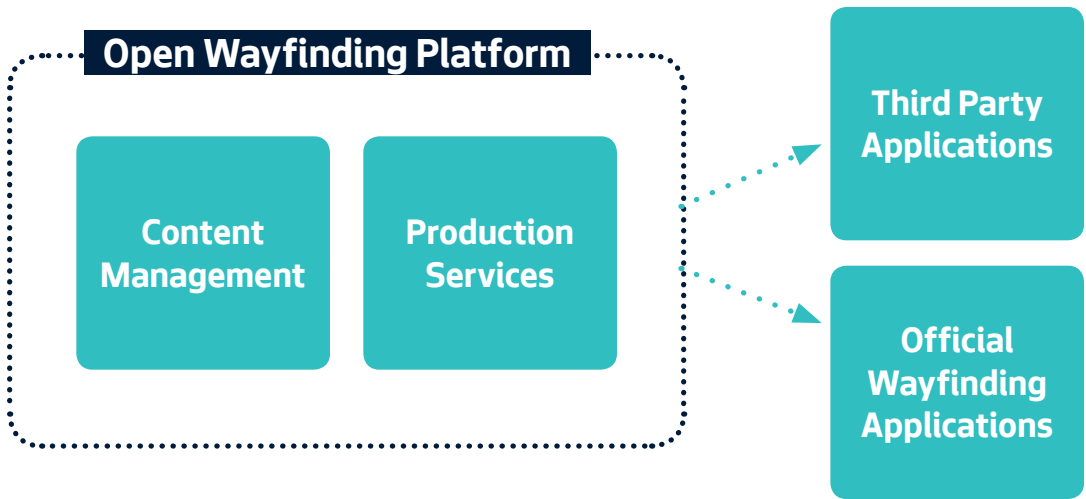 Open Wayfinding Platform
Content
Management
Production
Services
Third Party
Applications
Official
Wayfinding
Applications